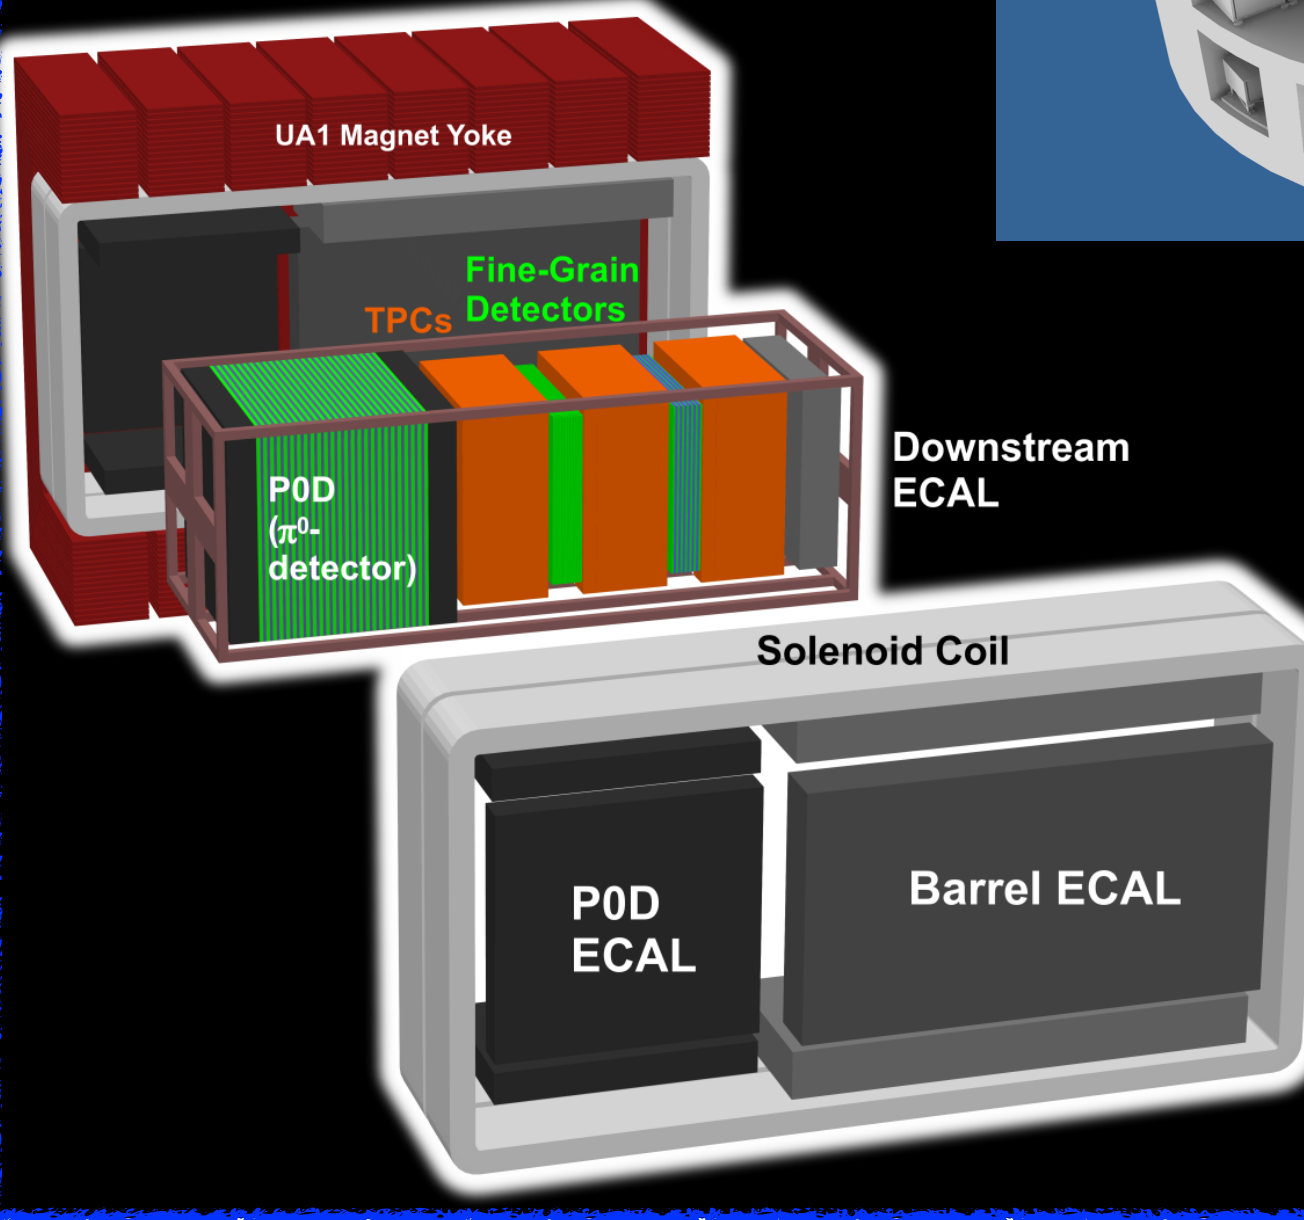 UA1 Magnet Yoke
Fine-Grain
Detectors
TPCs
Downstream
ECAL
P0D
(π⁰-
detector)
Solenoid Coil
P0D
ECAL
Barrel ECAL